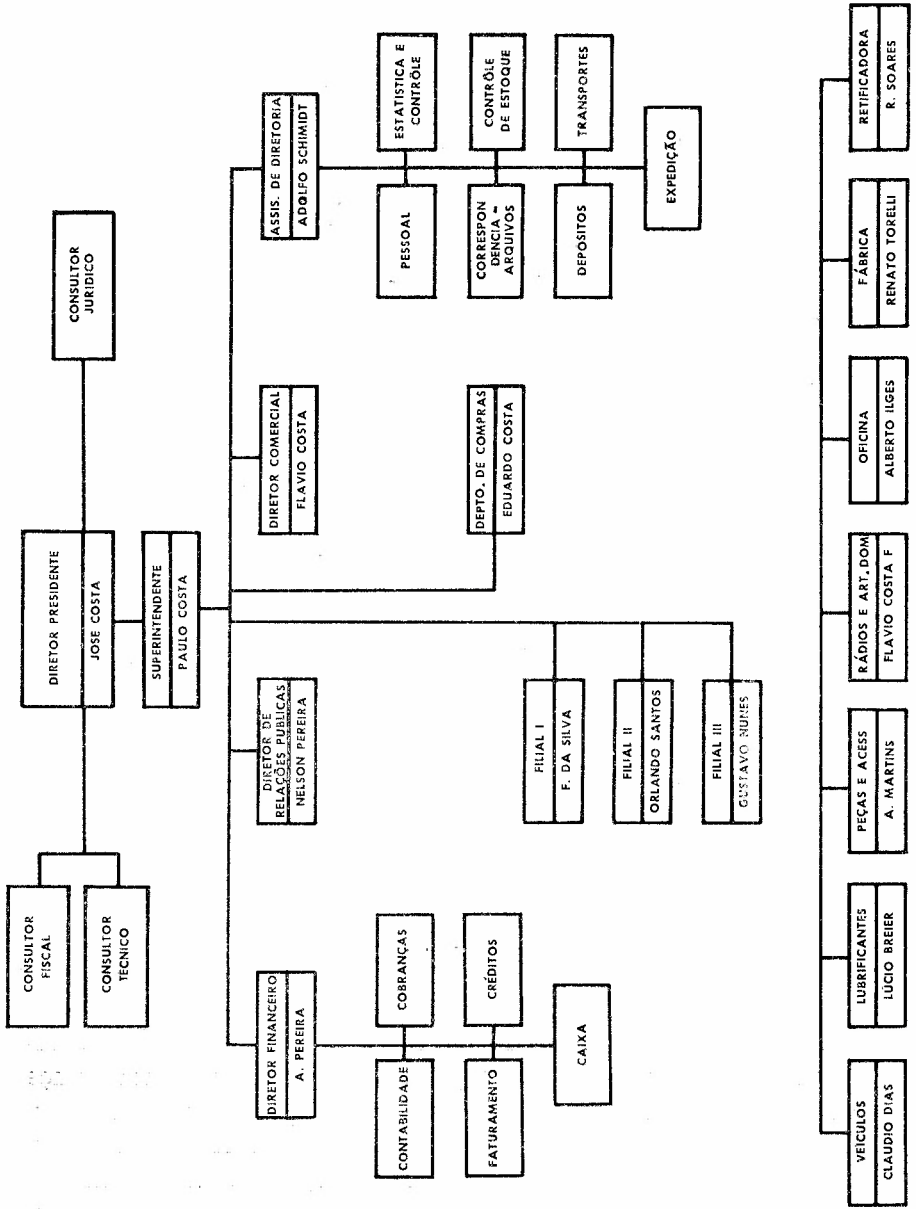 CONSULTOR
FISCAL
CONSULTOR
TECNICO
DIRETOR PRESIDENTE
JOSE COSTA
CONSULTOR
JURIDICO
SUPERINTENDENTE
PAULO COSTA
DIRETOR FINANCEIRO
A. PEREIRA
DIRETOR DE
RELAÇÕES PUBLICAS
NELSON PEREIRA
DIRETOR COMERCIAL
FLAVIO COSTA
ASSIS. DE DIRETORIA
ADOLFO SCHIMIDT
CONTABILIDADE
COBRANÇAS
FATURAMENTO
CRÉDITOS
CAIXA
FILIAL I
F. DA SILVA
FILIAL II
ORLANDO SANTOS
FILIAL III
GUSTAVO NUNES
DEPTO. DE COMPRAS
EDUARDO COSTA
PESSOAL
ESTATISTICA E
CONTRÔLE
CORRESPON
DENCIA –
ARQUIVOS
CONTRÔLE
DE ESTOQUE
DEPOSITOS
TRANSPORTES
EXPEDIÇÃO
VEICULOS
CLAUDIO DIAS
LUBRIFICANTES
LÚCIO BREIER
PEÇAS E ACESS
A. MARTINS
RÁDIOS E ART. DOM
FLAVIO COSTA F
OFICINA
ALBERTO ILGES
FÁBRICA
RENATO TORELLI
RETIFICADORA
R. SOARES